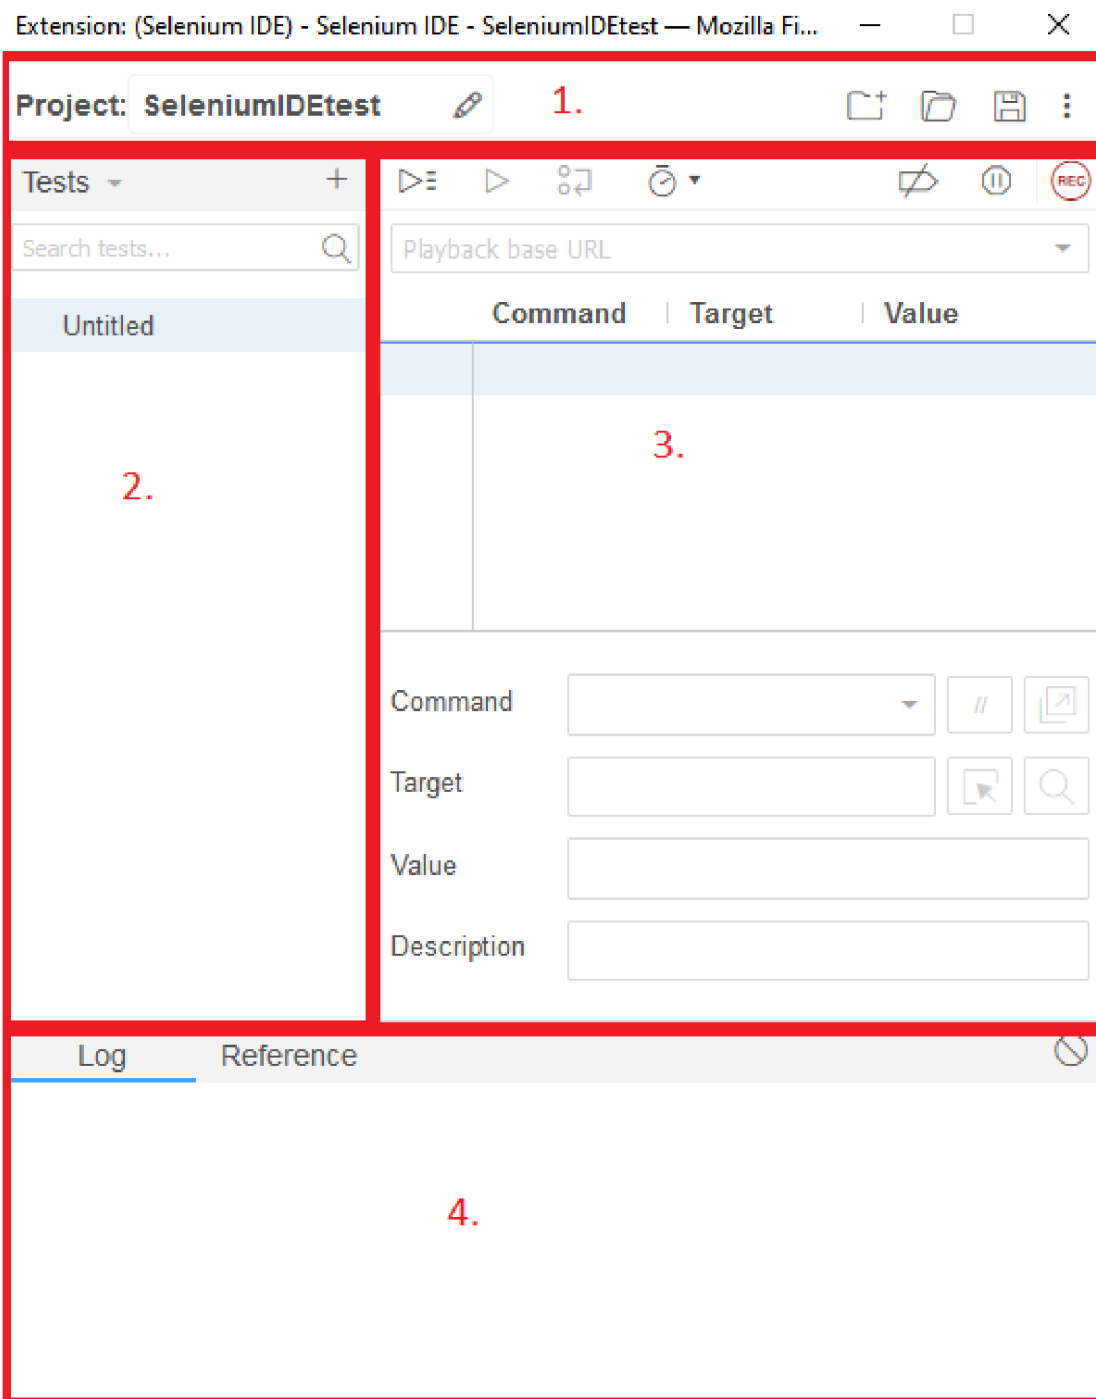 Extension: (Selenium IDE) - Selenium IDE - SeleniumIDEtest — Mozilla Fi...
Project: SeleniumIDEtest
1.
Tests
REC
Search tests...
Playback base URL
Command Target Value
Untitled
2.
3.
Command
//
Target
Value
Description
Log Reference
4.